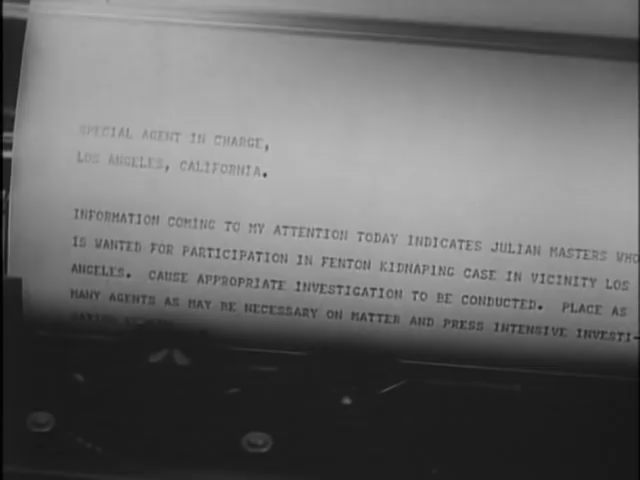 SPECIAL AGENT IN CHARGE,
LOS ANGELES, CALIFORNIA.
INFORMATION COMING TO MY ATTENTION TODAY INDICATES JULIAN MASTERS WHO
IS WANTED FOR PARTICIPATION IN FENTON KIDNAPING CASE IN VICINITY LOS
ANGELES. CAUSE APPROPRIATE INVESTIGATION TO BE CONDUCTED. PLACE AS
MANY AGENTS AS MAY BE NECESSARY ON MATTER AND PRESS INTENSIVE INVESTI-